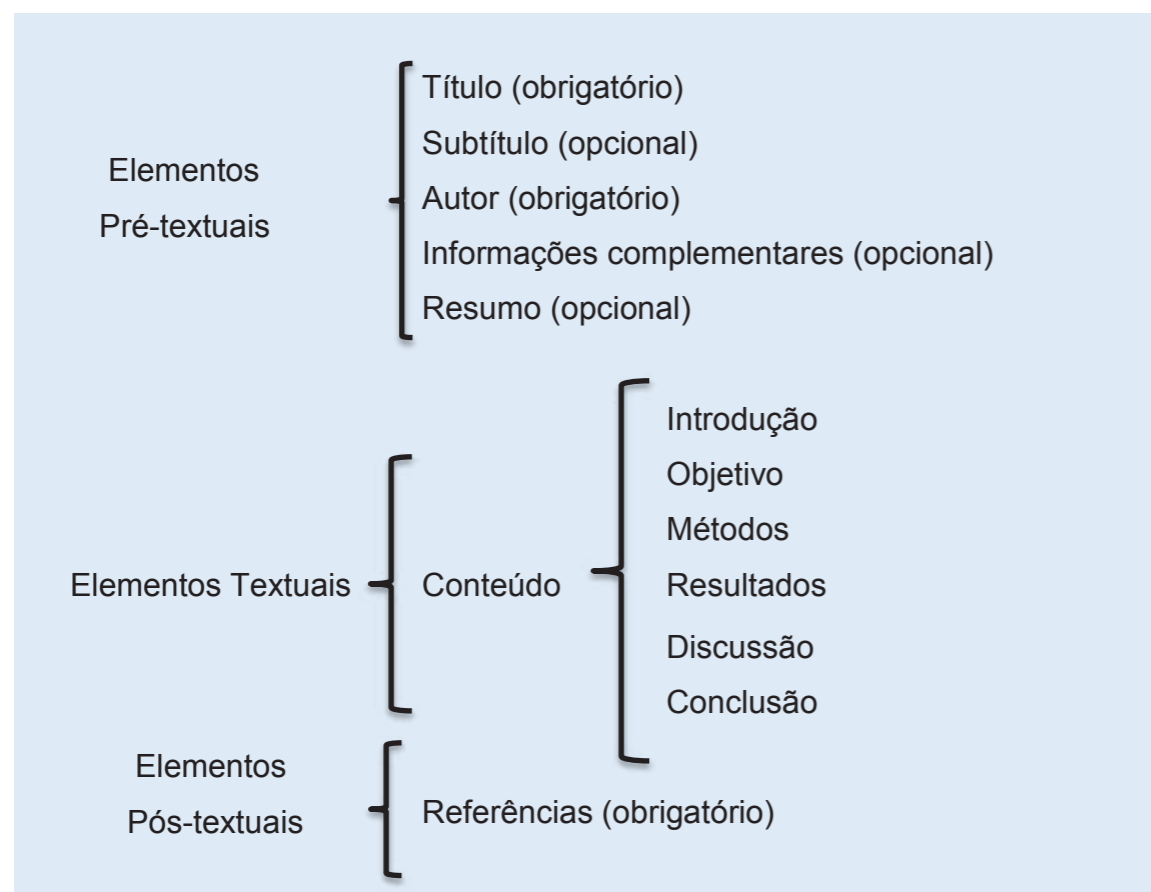 Elementos
Pré-textuais
Título (obrigatório)
Subtítulo (opcional)
Autor (obrigatório)
Informações complementares (opcional)
Resumo (opcional)
Elementos Textuais
Conteúdo
Introdução
Objetivo
Métodos
Resultados
Discussão
Conclusão
Elementos
Pós-textuais
Referências (obrigatório)